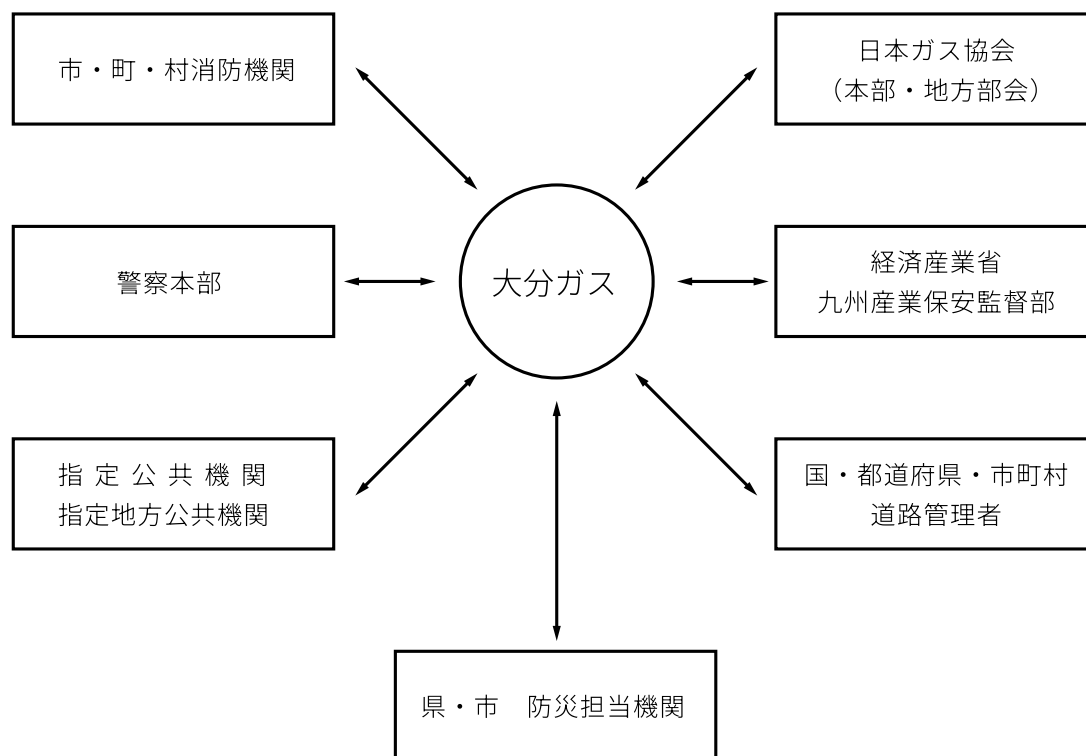 市・町・村消防機関
日本ガス協会
（本部・地方部会）
警察本部
大分ガス
経済産業省
九州産業保安監督部
指定公共機関
指定地方公共機関
国・都道府県・市町村
道路管理者
県・市　防災担当機関